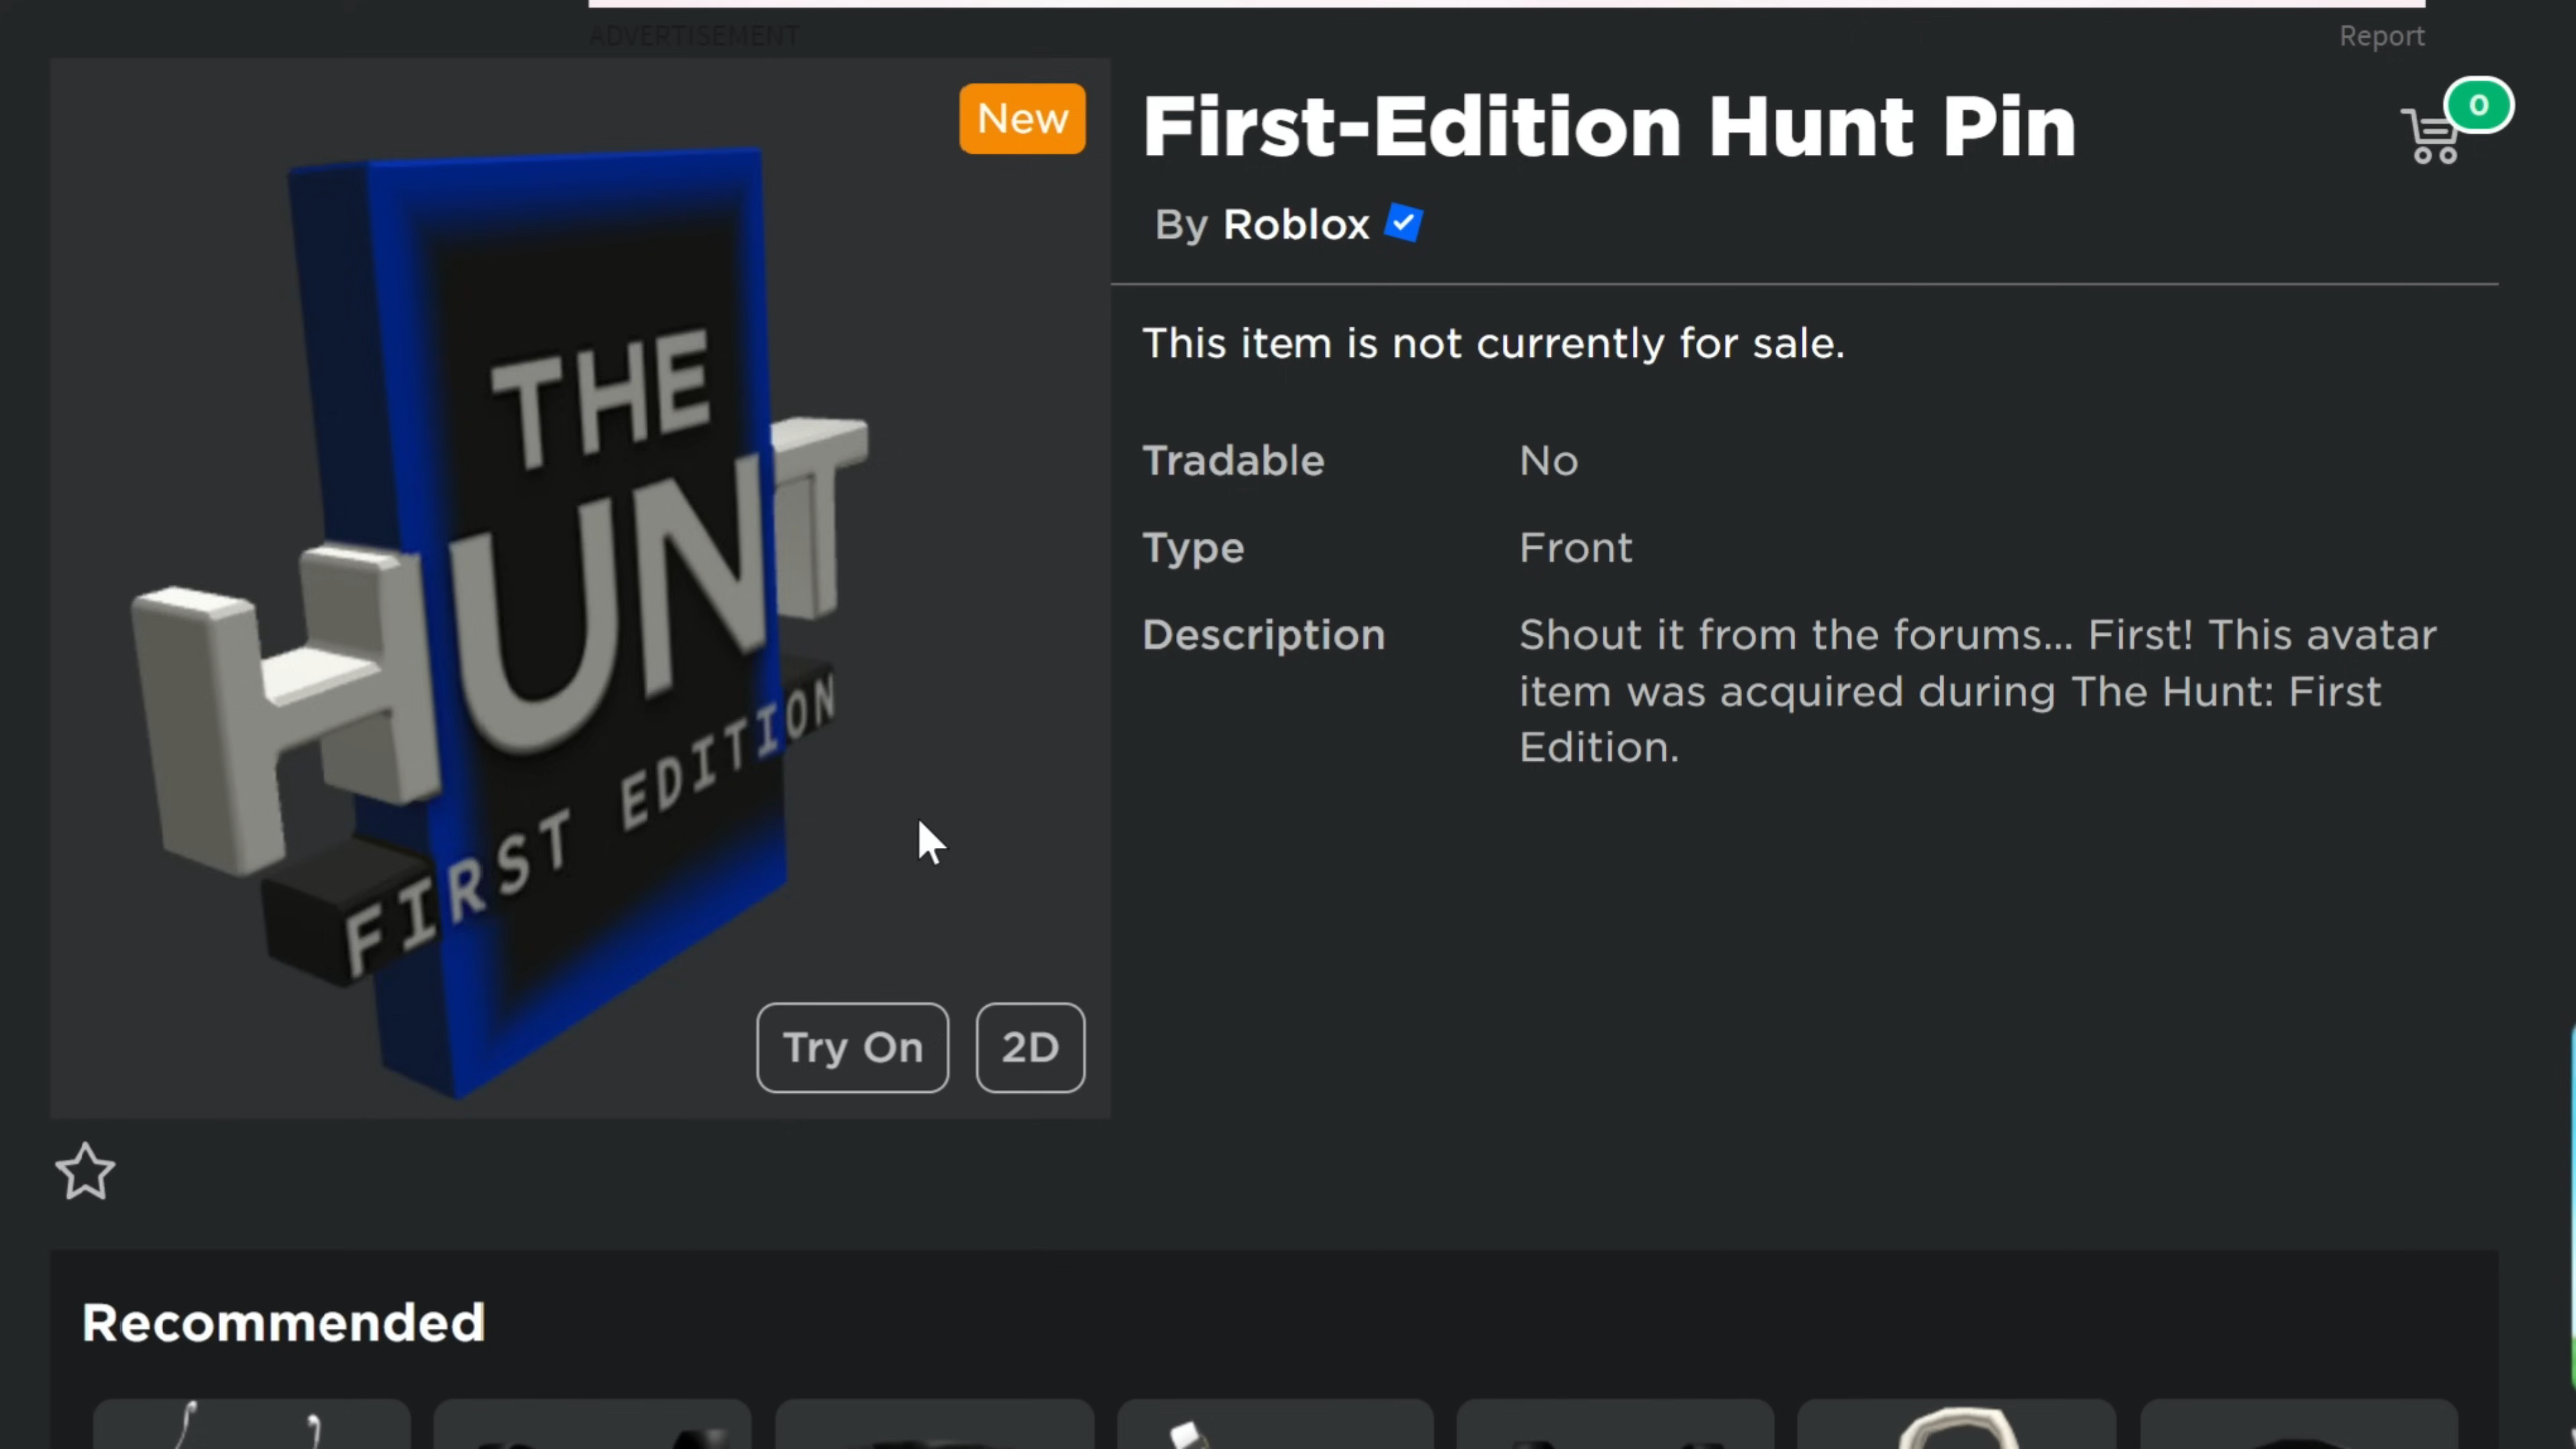 ADVERTISEMENT
Report
New
THE
HUNT
FIRST EDITION
Try On
2D
First-Edition Hunt Pin
0
By Roblox
This item is not currently for sale.
Tradable No
Type Front
Description Shout it from the forums... First! This avatar
item was acquired during The Hunt: First
Edition.
Recommended